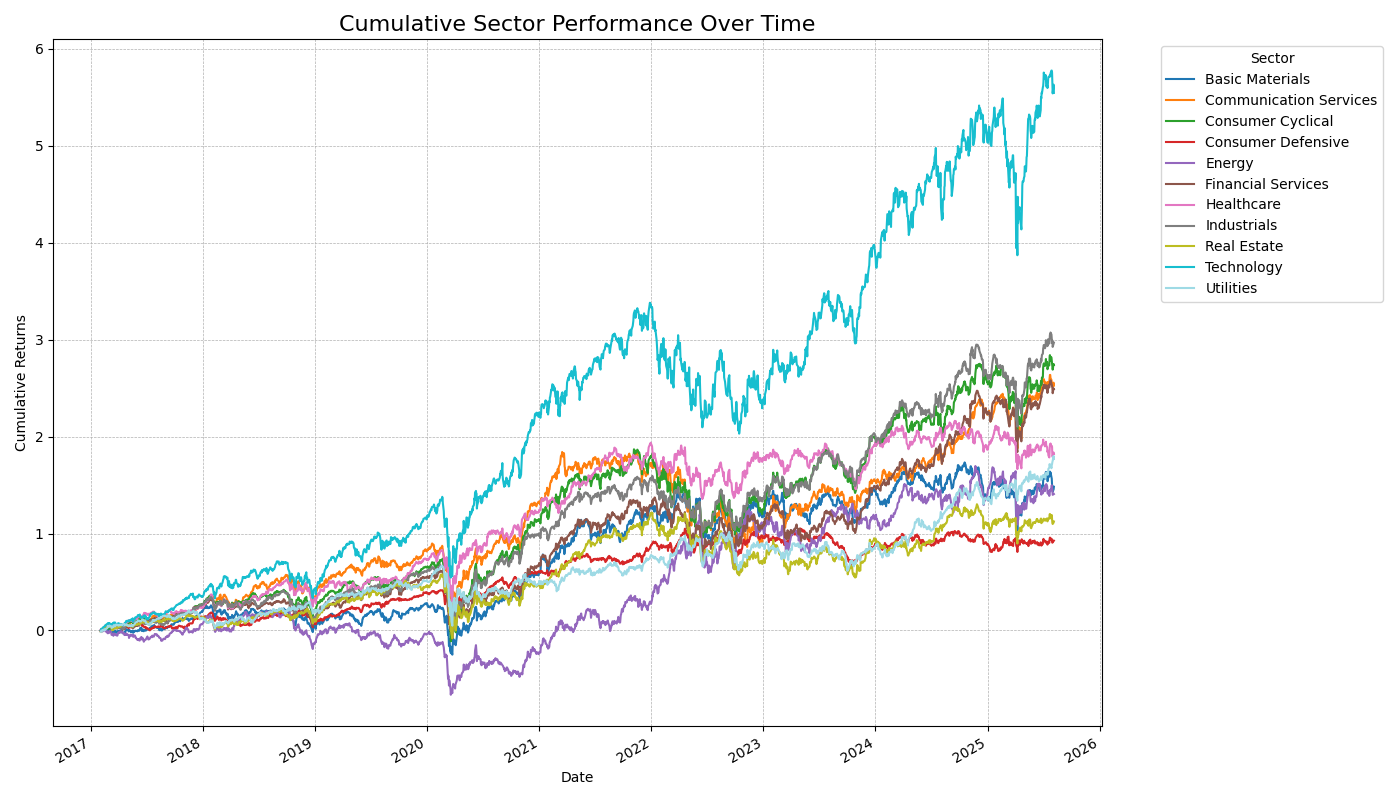 Cumulative Sector Performance Over Time
6
5
4
3
2
1
0
Cumulative Returns
2017
2018
2019
2020
2021
2022
2023
2024
2025
2026
Date
Sector
Basic Materials
Communication Services
Consumer Cyclical
Consumer Defensive
Energy
Financial Services
Healthcare
Industrials
Real Estate
Technology
Utilities